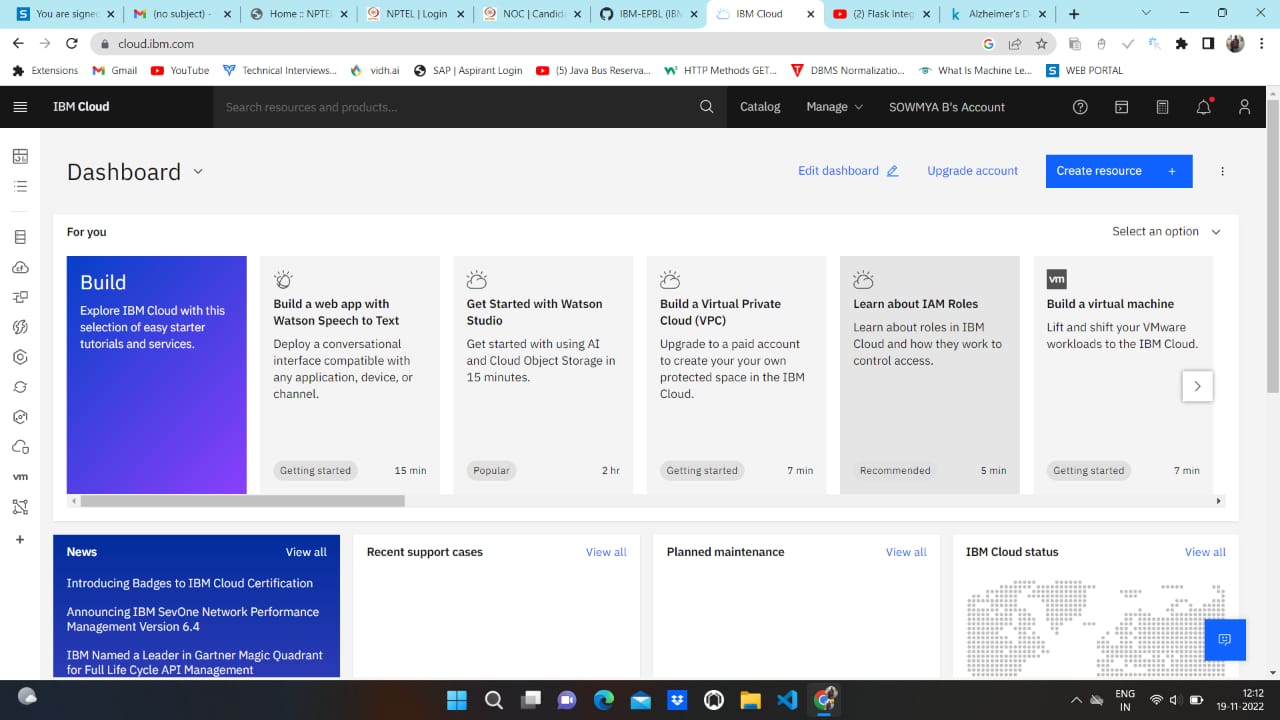 You are signed
(no subject) -
Home :: NPTEL
NPTEL | Login
NOC | Candida
IBM-EPBL (IBM
IBM Cloud
(2) Flask Integ
Alzheimer's D
cloud.ibm.com
Extensions
Gmail
YouTube
Technical Interviews...
vidh.ai
SAP | Aspirant Login
(5) Java Bus Reserva...
HTTP Methods GET...
DBMS Normalizatio...
What Is Machine Le...
WEB PORTAL
IBM Cloud
Search resources and products...
Catalog
Manage
SOWMYA B's Account
Dashboard
Edit dashboard
Upgrade account
Create resource +
For you
Select an option
Build
Explore IBM Cloud with this
selection of easy starter
tutorials and services.
Build a web app with
Watson Speech to Text
Deploy a conversational
interface compatible with
any application, device, or
channel.
Getting started
15 min
Get Started with Watson
Studio
Get started with using AI
and Cloud Object Storage in
15 minutes.
Popular
2 hr
Build a Virtual Private
Cloud (VPC)
Upgrade to a paid account
to create your your own
protected space in the IBM
Cloud.
Getting started
7 min
Learn about IAM Roles
Learn about roles in IBM
Cloud and how they work to
control access.
Recommended
5 min
vm
Build a virtual machine
Lift and shift your VMware
workloads to the IBM Cloud.
Getting started
7 min
vm
News
View all
Introducing Badges to IBM Cloud Certification
Announcing IBM SevOne Network Performance
Management Version 6.4
IBM Named a Leader in Gartner Magic Quadrant
for Full Life Cycle API Management
Recent support cases
View all
Planned maintenance
View all
IBM Cloud status
View all
ENG
IN
12:12
19-11-2022